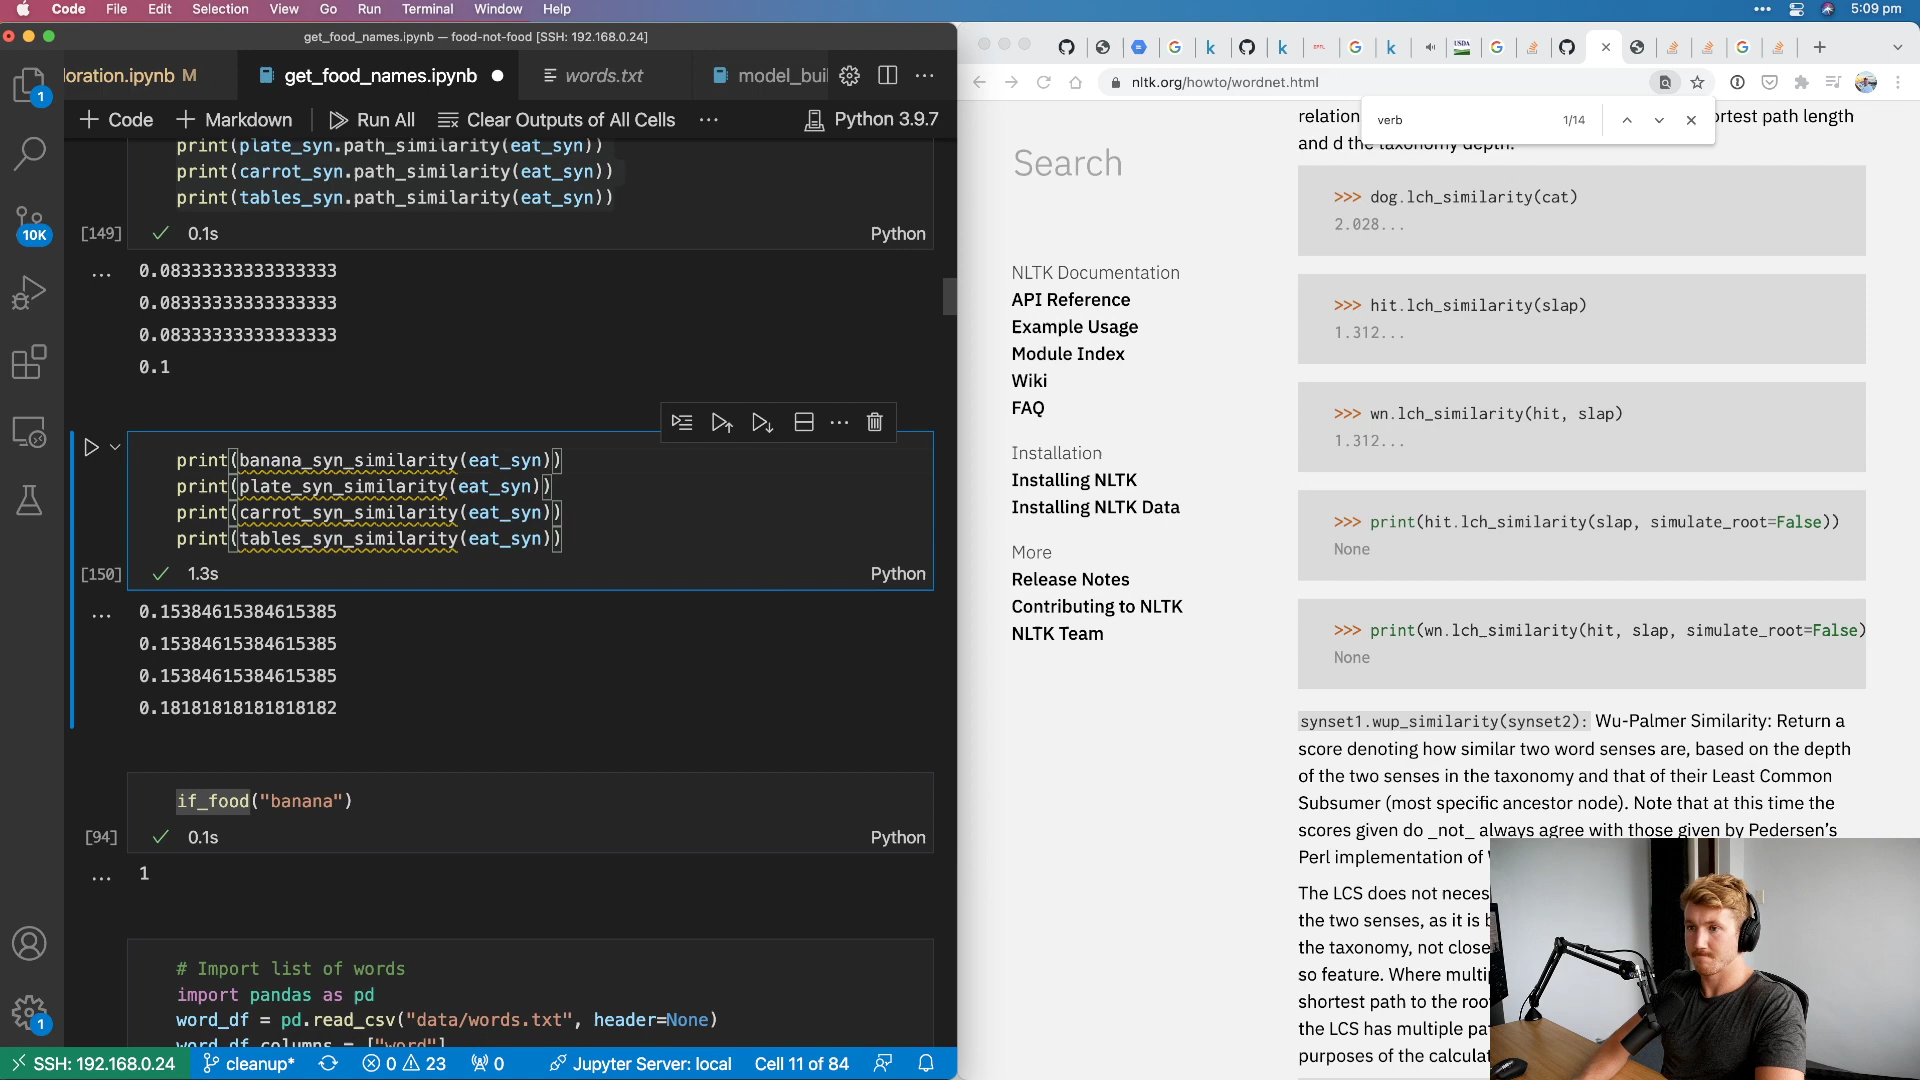 Code File Edit Selection View Go Run Terminal Window Help 5:09 pm
get_food_names.ipynb — food-not-food [SSH: 192.168.0.24]
loration.ipynb M get_food_names.ipynb words.txt model_buil
+ Code + Markdown Run All Clear Outputs of All Cells ... Python 3.9.7
1
10K
print(plate_syn.path_similarity(eat_syn))
print(carrot_syn.path_similarity(eat_syn))
print(tables_syn.path_similarity(eat_syn))
[149] 0.1s Python
0.08333333333333333
0.08333333333333333
0.08333333333333333
0.1
print(banana_syn_similarity(eat_syn))
print(plate_syn_similarity(eat_syn))
print(carrot_syn_similarity(eat_syn))
print(tables_syn_similarity(eat_syn))
[150] 1.3s Python
0.15384615384615385
0.15384615384615385
0.15384615384615385
0.18181818181818182
if_food("banana")
[94] 0.1s Python
1
# Import list of words
import pandas as pd
word_df = pd.read_csv("data/words.txt", header=None)
word_df.columns = ["word"]
1
SSH: 192.168.0.24 cleanup* 0 23 0 Jupyter Server: local Cell 11 of 84
nltk.org/howto/wordnet.html
verb 1/14
Search
NLTK Documentation
API Reference
Example Usage
Module Index
Wiki
FAQ
Installation
Installing NLTK
Installing NLTK Data
More
Release Notes
Contributing to NLTK
NLTK Team
relation ortest path length
and d the taxonomy depth.
>>> dog.lch_similarity(cat)
2.028...
>>> hit.lch_similarity(slap)
1.312...
>>> wn.lch_similarity(hit, slap)
1.312...
>>> print(hit.lch_similarity(slap, simulate_root=False))
None
>>> print(wn.lch_similarity(hit, slap, simulate_root=False)
None
synset1.wup_similarity(synset2): Wu-Palmer Similarity: Return a
score denoting how similar two word senses are, based on the depth
of the two senses in the taxonomy and that of their Least Common
Subsumer (most specific ancestor node). Note that at this time the
scores given do _not_ always agree with those given by Pedersen's
Perl implementation of
The LCS does not neces
the two senses, as it is
the taxonomy, not close
so feature. Where multip
shortest path to the roo
the LCS has multiple pa
purposes of the calculat